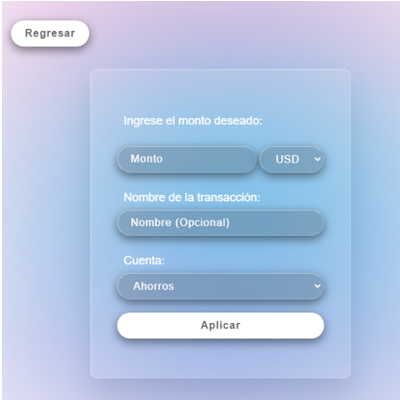 Regresar
Ingrese el monto deseado:
Monto USD
Nombre de la transacción:
Nombre (Opcional)
Cuenta:
Ahorros
Aplicar